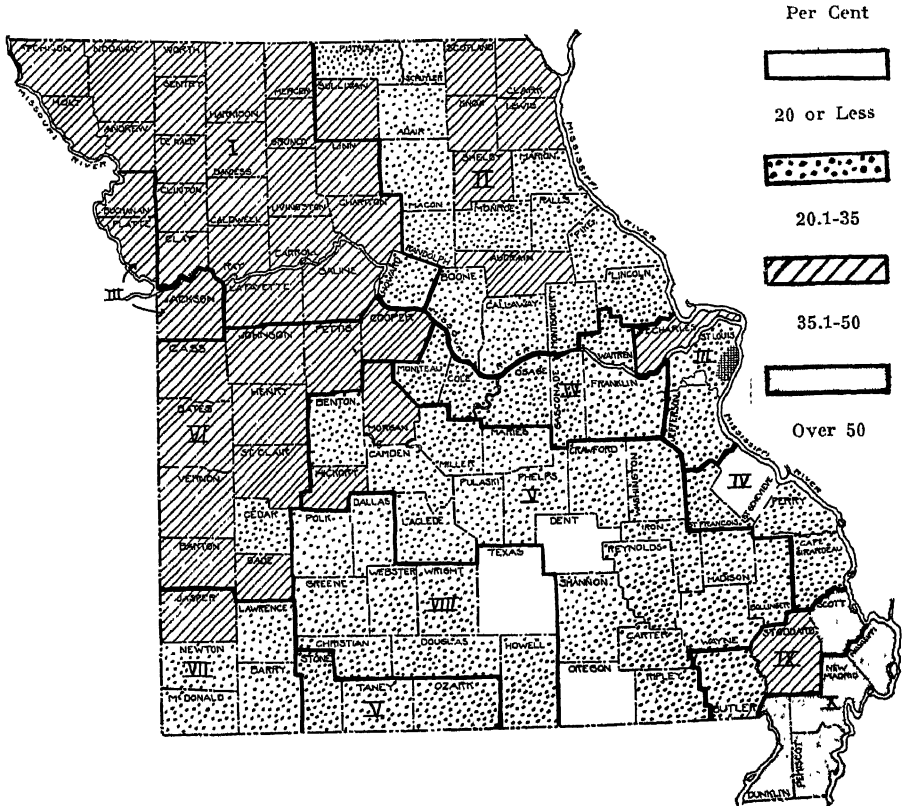 Per Cent
20 or Less
20.1-35
35.1-50
Over 50
ATCHISON
NODAWAY
WORTH
PUTNAM
SCHUYLER
SCOTLAND
CLARK
HOLT
GENTRY
HARRISON
MERCER
SULLIVAN
ADAIR
KNOX
LEWIS
MISSOURI RIVER
MISSISSIPPI RIVER
ANDREW
DE KALB
I
DAVIESS
GRUNDY
LINN
MACON
SHELBY
II
MARION
BUCHANAN
CLINTON
CALDWELL
LIVINGSTON
CHARITON
MONROE
RALLS
PLATTE
CLAY
RAY
CARROLL
SALINE
RANDOLPH
HOWARD
BOONE
AUDRAIN
PIKE
III
JACKSON
LAFAYETTE
CALLAWAY
MONTGOMERY
LINCOLN
WARREN
ST CHARLES
ST LOUIS
III
CASS
JOHNSON
PETTIS
COOPER
MONITEAU
COLE
OSAGE
GASCONADE
IV
FRANKLIN
JEFFERSON
MISSISSIPPI RIVER
BATES
VI
HENRY
BENTON
MORGAN
CAMDEN
MILLER
MARIES
CRAWFORD
WASHINGTON
IV
STE GENEVIEVE
PERRY
VERNON
ST CLAIR
HICKORY
PULASKI
PHELPS
V
DENT
IRON
ST FRANCOIS
CEDAR
POLK
DALLAS
LACLEDE
TEXAS
REYNOLDS
CAPE GIRARDEAU
BARTON
DADE
GREENE
WEBSTER
WRIGHT
VIII
SHANNON
MADISON
BOLLINGER
JASPER
LAWRENCE
CHRISTIAN
DOUGLAS
HOWELL
CARTER
WAYNE
STODDARD
IX
SCOTT
NEWTON
VII
BARRY
STONE
TANEY
V
OZARK
OREGON
RIPLEY
BUTLER
NEW MADRID
X
McDONALD
DUNKLIN
PEMISCOT